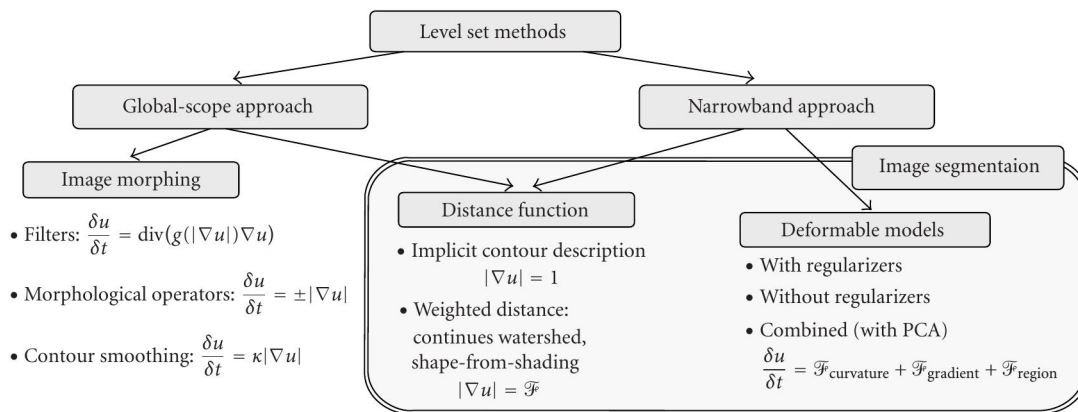 Level set methods
Global-scope approach
Narrowband approach
Image morphing
Image segmentaion
Distance function
Deformable models
• Filters: δu/δt = div(g(|∇u|)∇u)
• Morphological operators: δu/δt = ±|∇u|
• Contour smoothing: δu/δt = κ|∇u|
• Implicit contour description
|∇u| = 1
• Weighted distance:
continues watershed,
shape-from-shading
|∇u| = ℱ
• With regularizers
• Without regularizers
• Combined (with PCA)
δu/δt = ℱcurvature + ℱgradient + ℱregion